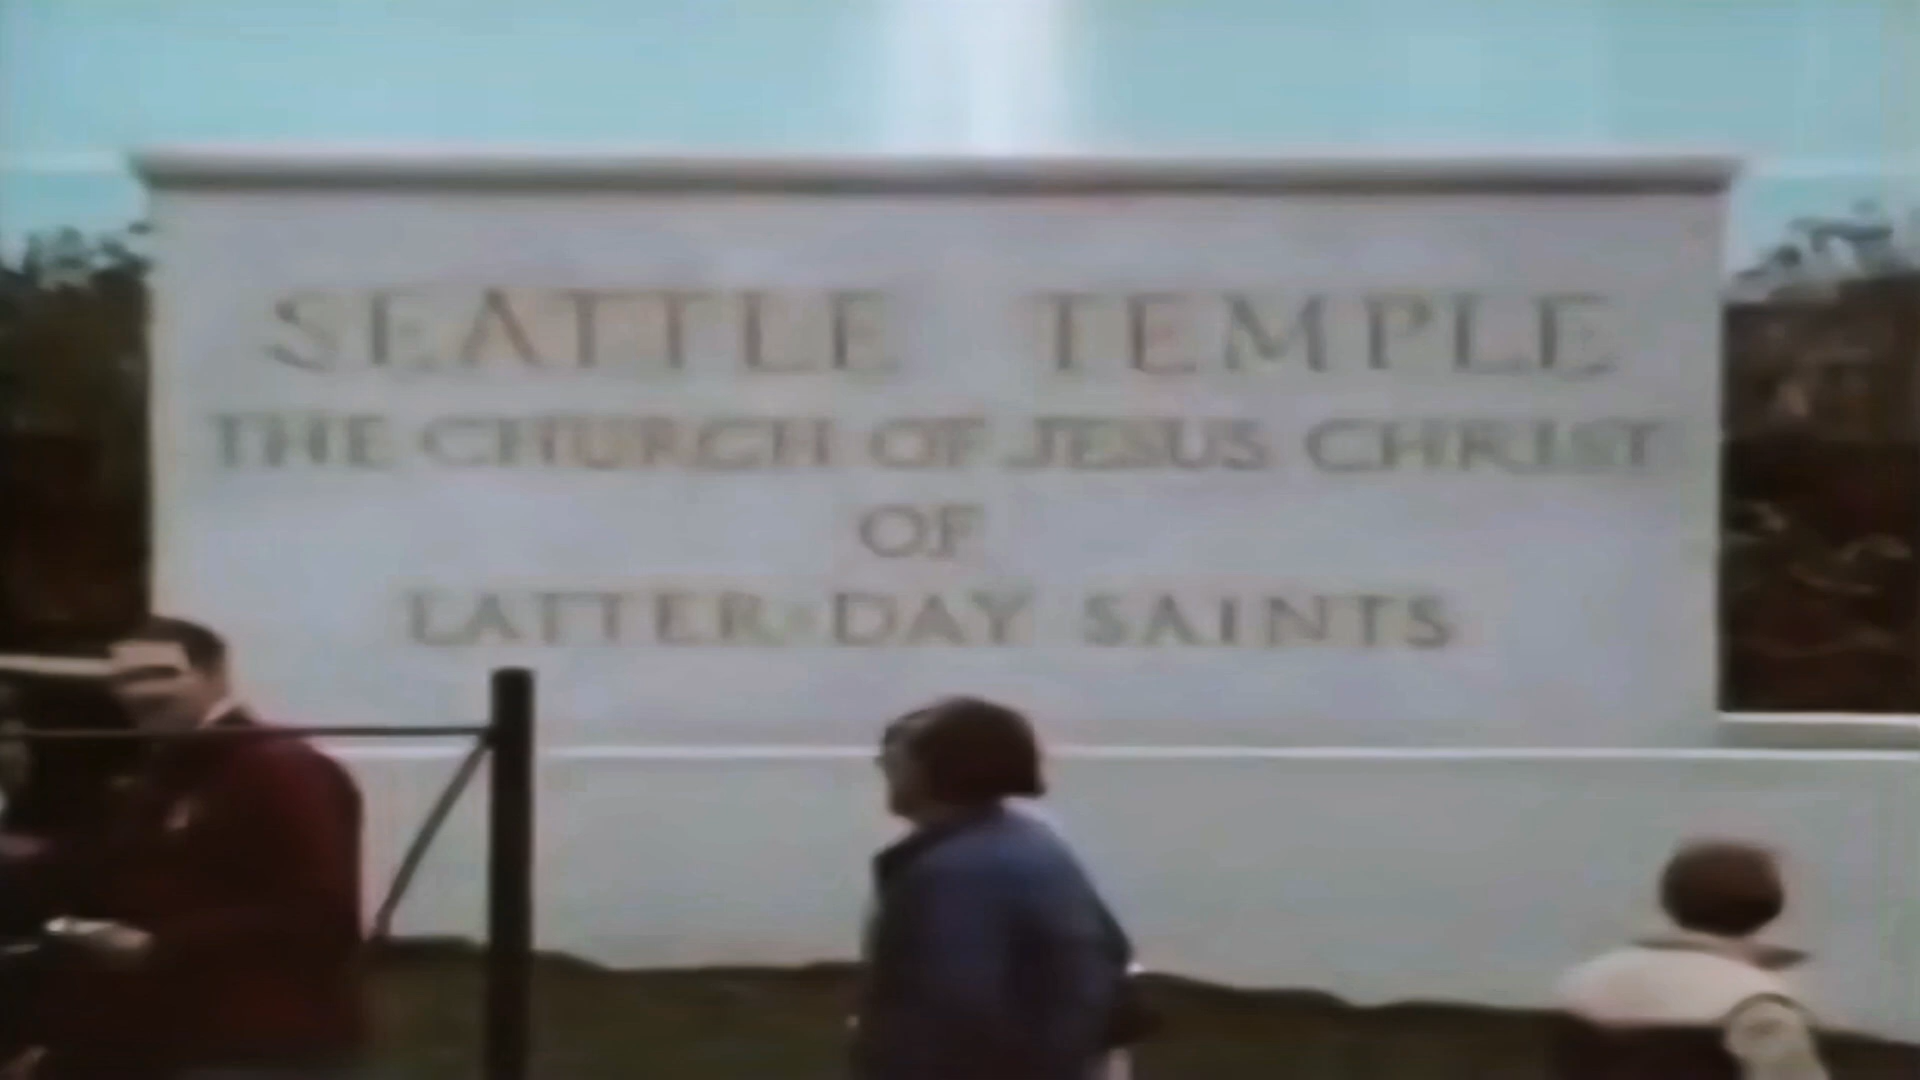 SEATTLE TEMPLE
THE CHURCH OF JESUS CHRIST
OF
LATTER-DAY SAINTS